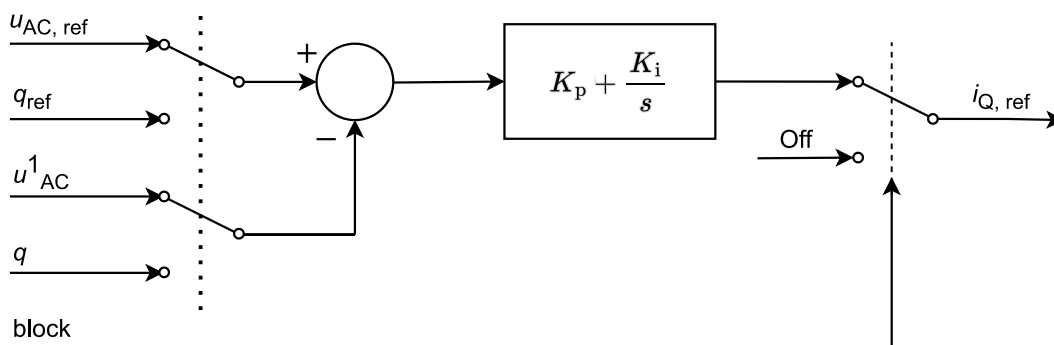 u_AC, ref
+
K_p + K_i/s
q_ref
−
Off
i_Q, ref
u^1_AC
q
block